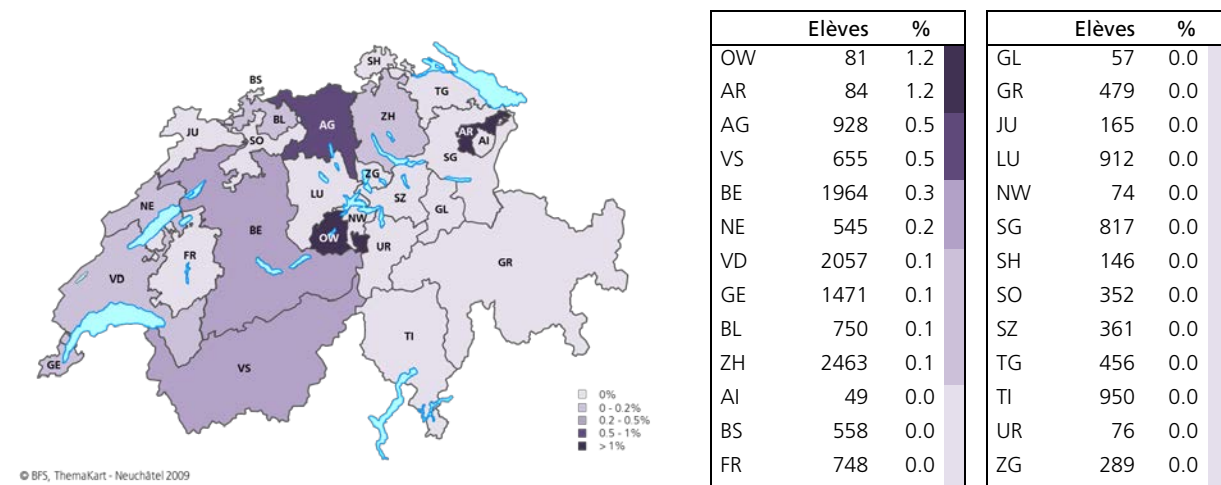 SH
BS
TG
BL
AG
ZH
JU
SO
AR
AI
SG
ZG
LU
SZ
NE
GL
NW
BE
OW
UR
FR
GR
VD
TI
GE
VS
0%
0 - 0.2%
0.2 - 0.5%
0.5 - 1%
>1%
© BFS, ThemaKart - Neuchâtel 2009
Elèves %
OW 81 1.2
AR 84 1.2
AG 928 0.5
VS 655 0.5
BE 1964 0.3
NE 545 0.2
VD 2057 0.1
GE 1471 0.1
BL 750 0.1
ZH 2463 0.1
AI 49 0.0
BS 558 0.0
FR 748 0.0
Elèves %
GL 57 0.0
GR 479 0.0
JU 165 0.0
LU 912 0.0
NW 74 0.0
SG 817 0.0
SH 146 0.0
SO 352 0.0
SZ 361 0.0
TG 456 0.0
TI 950 0.0
UR 76 0.0
ZG 289 0.0